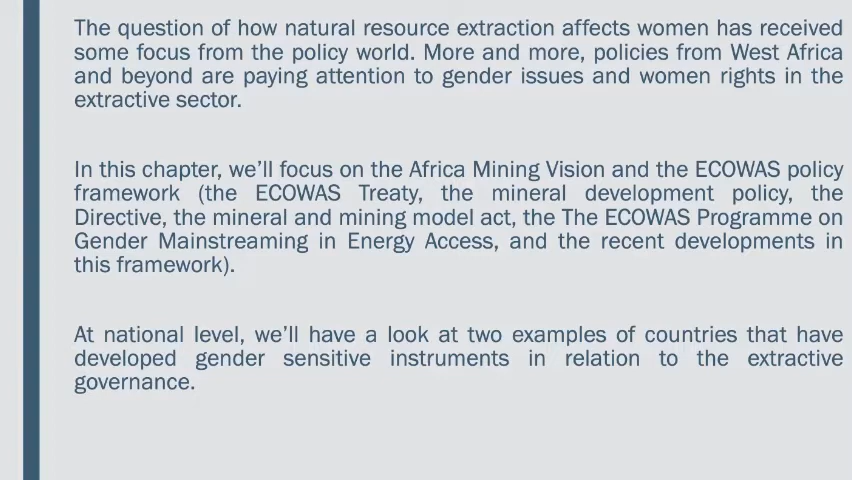 The question of how natural resource extraction affects women has received
some focus from the policy world. More and more, policies from West Africa
and beyond are paying attention to gender issues and women rights in the
extractive sector.
In this chapter, we'll focus on the Africa Mining Vision and the ECOWAS policy
framework (the ECOWAS Treaty, the mineral development policy, the
Directive, the mineral and mining model act, the The ECOWAS Programme on
Gender Mainstreaming in Energy Access, and the recent developments in
this framework).
At national level, we'll have a look at two examples of countries that have
developed gender sensitive instruments in relation to the extractive
governance.